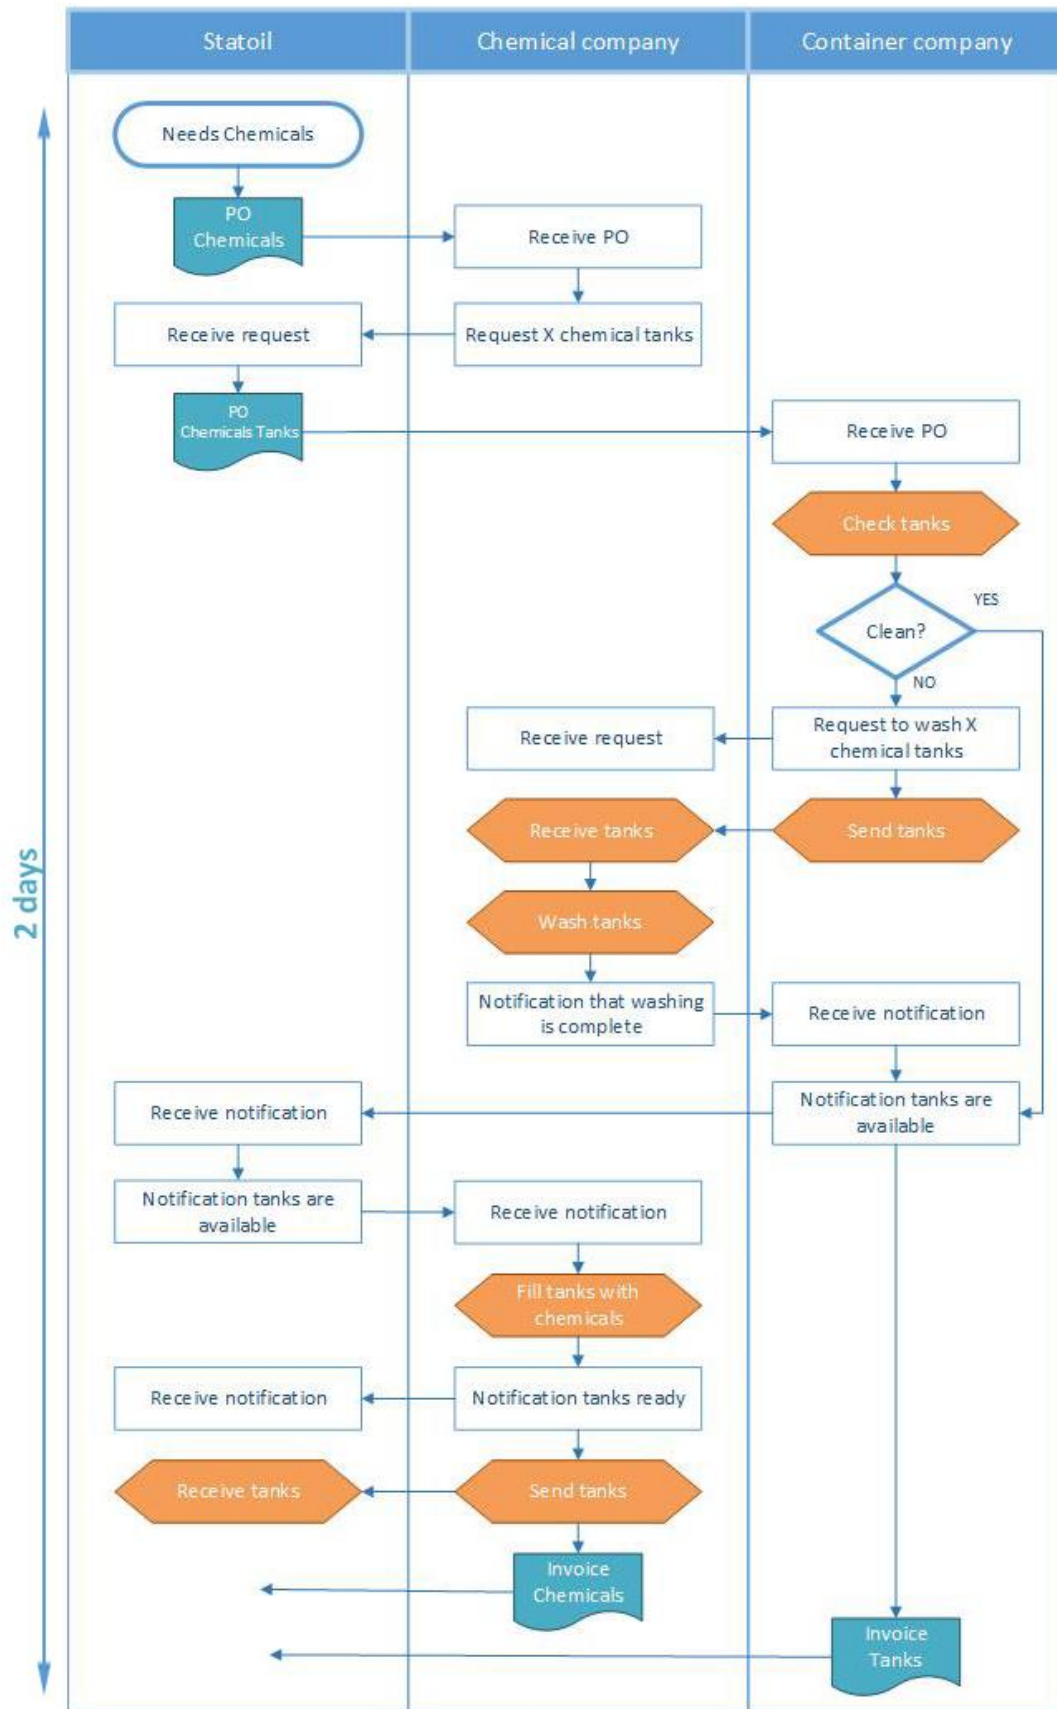 Statoil
Chemical company
Container company
Needs Chemicals
PO
Chemicals
Receive PO
Receive request
Request X chemical tanks
PO
Chemicals Tanks
Receive PO
Check tanks
YES
Clean?
NO
Receive request
Request to wash X
chemical tanks
Receive tanks
Send tanks
2 days
Wash tanks
Notification that washing
is complete
Receive notification
Receive notification
Notification tanks are
available
Notification tanks are
available
Receive notification
Fill tanks with
chemicals
Receive notification
Notification tanks ready
Receive tanks
Send tanks
Invoice
Chemicals
Invoice
Tanks